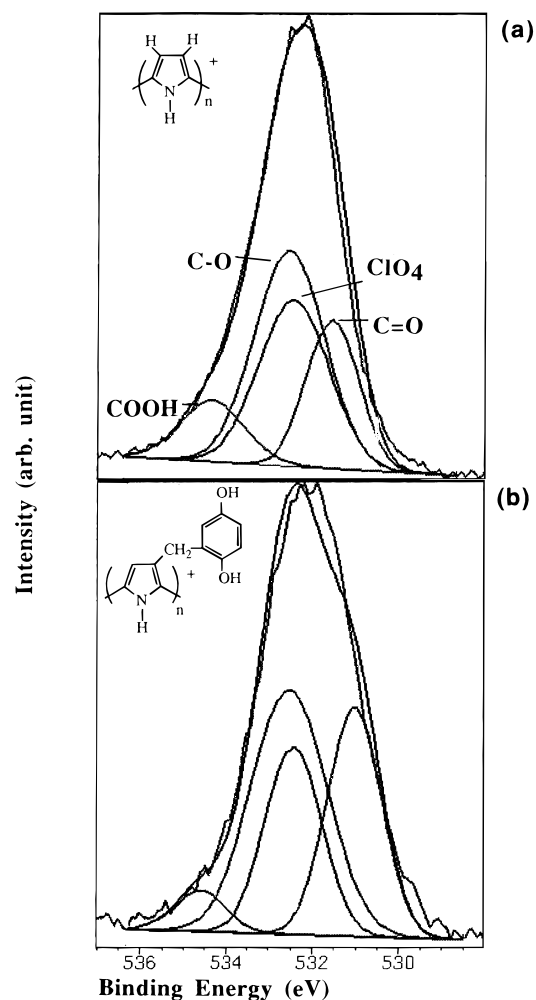 (a)
H H
+
N
n
H
C-O
ClO4
C=O
COOH
Intensity (arb. unit)
(b)
OH
CH2
+
OH
N
n
H
536 534 532 530
Binding Energy (eV)